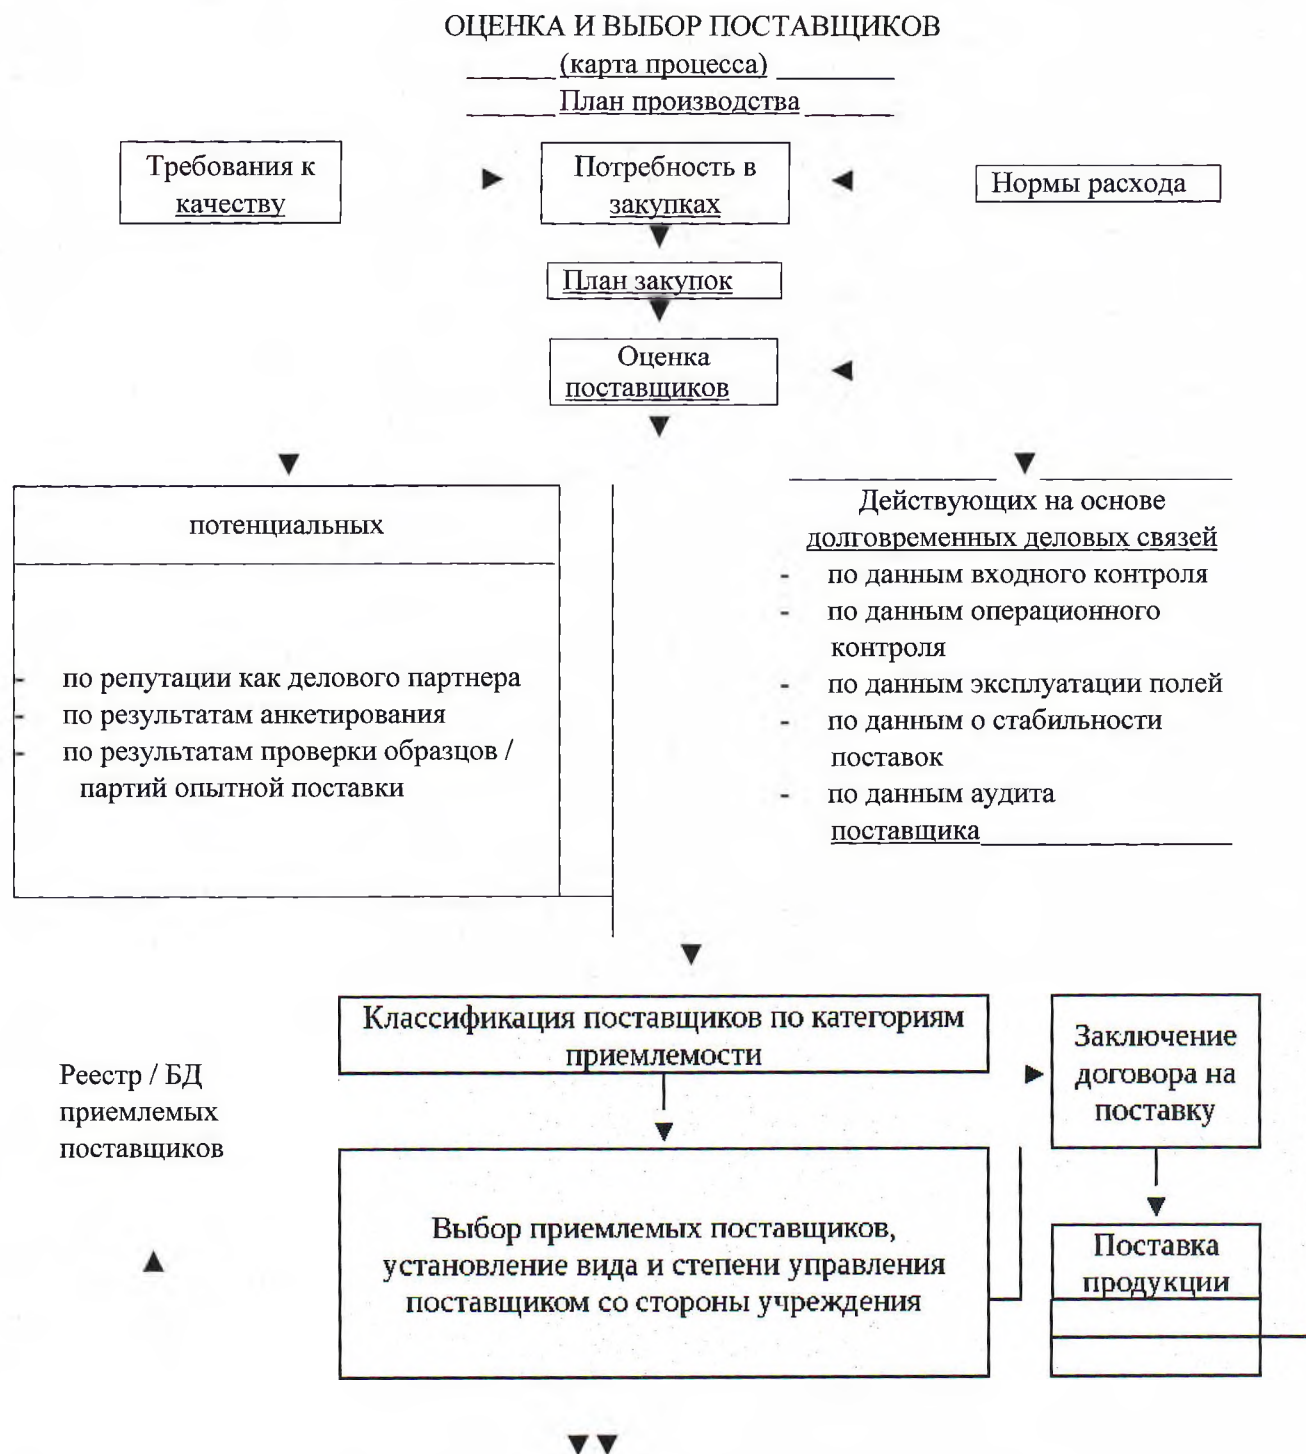 ОЦЕНКА И ВЫБОР ПОСТАВЩИКОВ
(карта процесса)
План производства
Требования к
качеству
Потребность в
закупках
Нормы расхода
План закупок
Оценка
поставщиков
потенциальных
- по репутации как делового партнера
- по результатам анкетирования
- по результатам проверки образцов /
партий опытной поставки
Действующих на основе
долговременных деловых связей
- по данным входного контроля
- по данным операционного
контроля
- по данным эксплуатации полей
- по данным о стабильности
поставок
- по данным аудита
поставщика
Классификация поставщиков по категориям
приемлемости
Заключение
договора на
поставку
Реестр / БД
приемлемых
поставщиков
Выбор приемлемых поставщиков,
установление вида и степени управления
поставщиком со стороны учреждения
Поставка
продукции